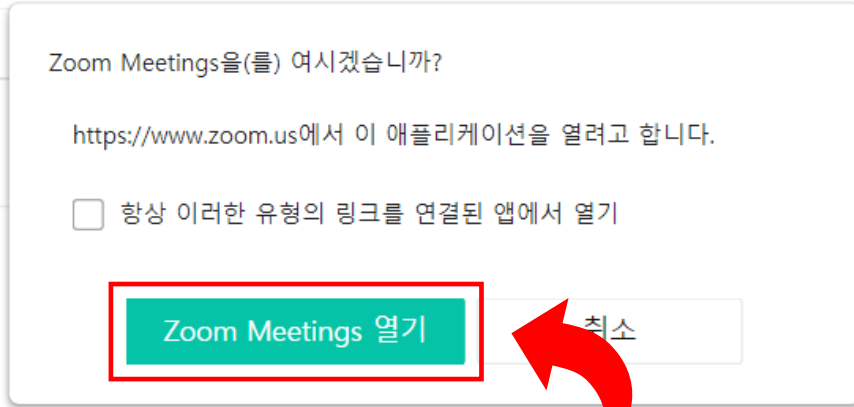 Zoom Meetings을(를) 여시겠습니까?
https://www.zoom.us에서 이 애플리케이션을 열려고 합니다.
항상 이러한 유형의 링크를 연결된 앱에서 열기
Zoom Meetings 열기 취소